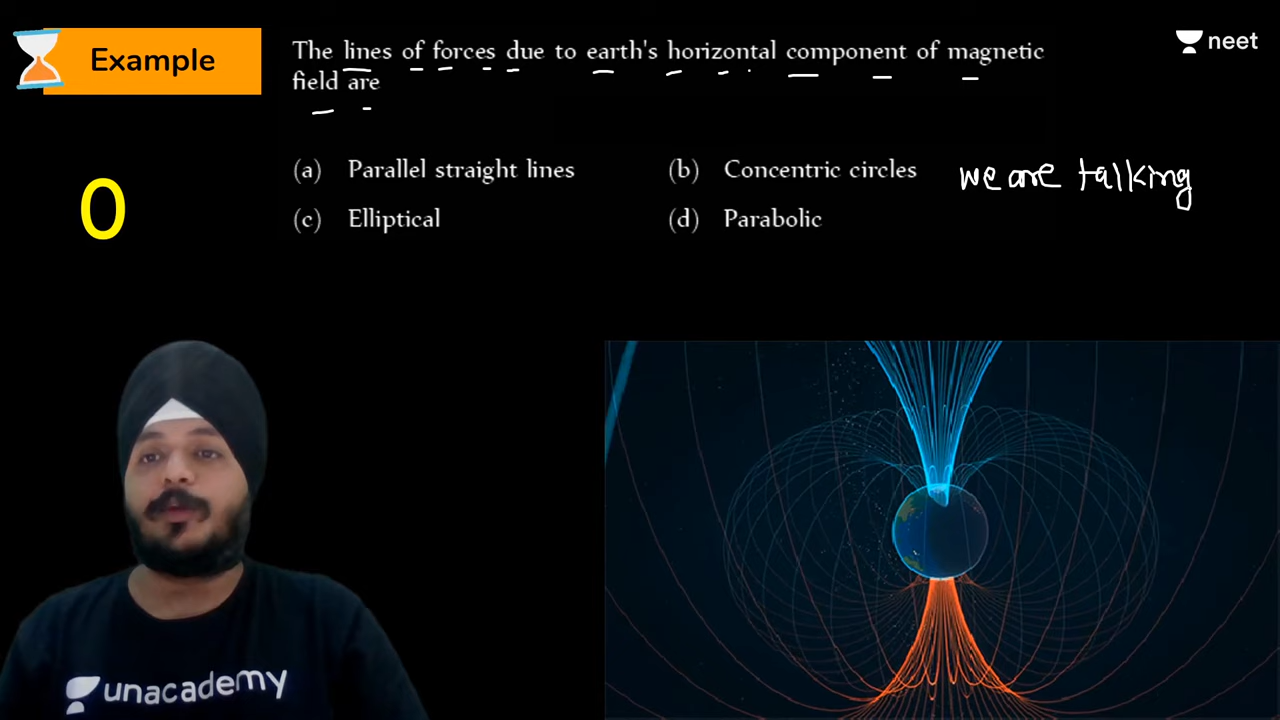 Example
The lines of forces due to earth's horizontal component of magnetic
field are
neet
0
(a) Parallel straight lines
(b) Concentric circles
we are talking
(c) Elliptical
(d) Parabolic
unacademy